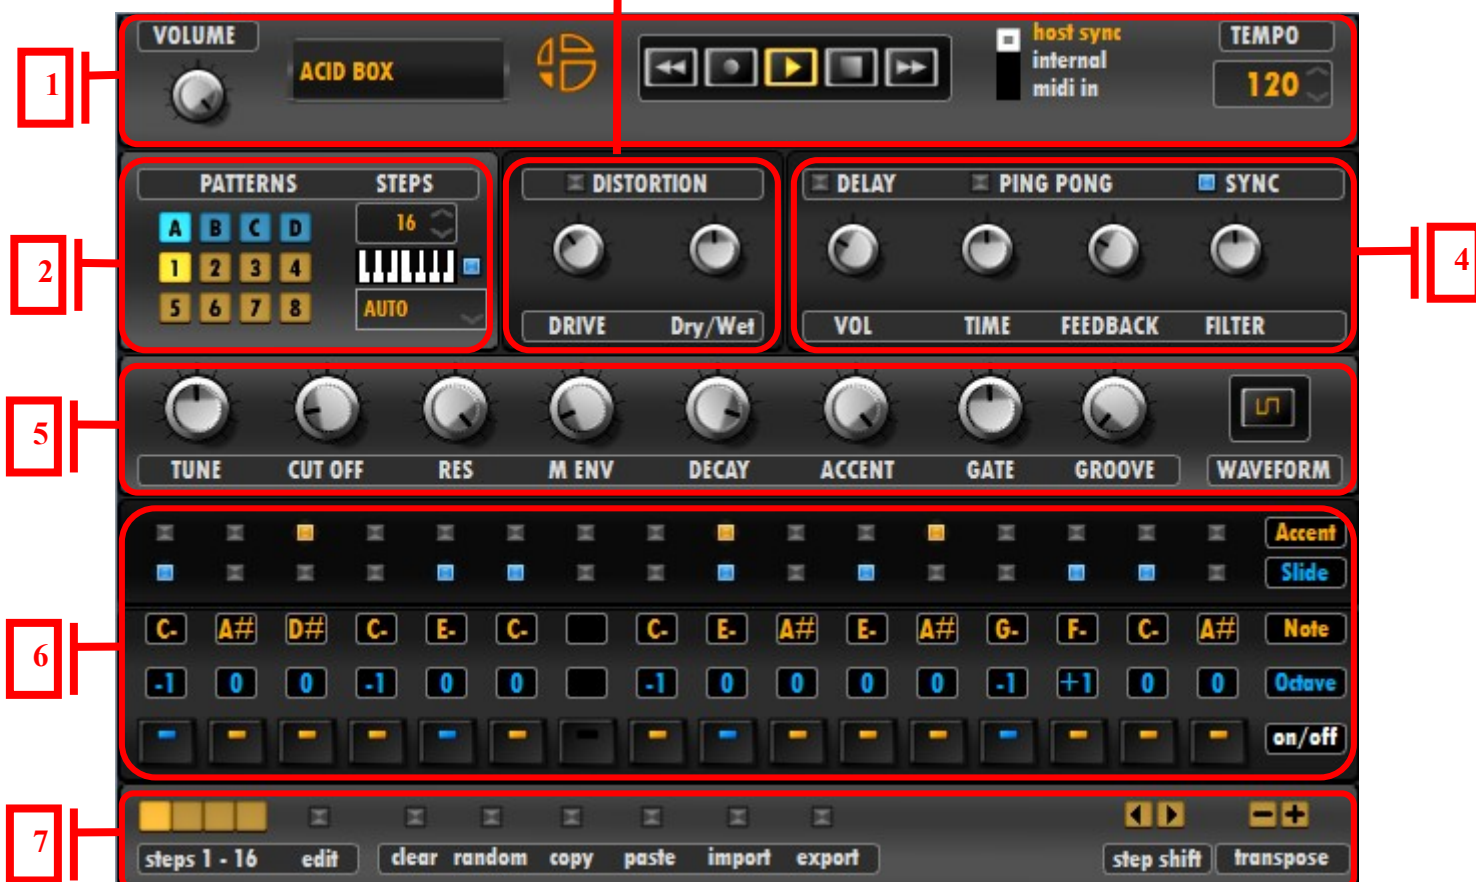 1
VOLUME
ACID BOX
host sync
internal
midi in
TEMPO
120
2
PATTERNS STEPS
A B C D
16
1 2 3 4
5 6 7 8
AUTO
DISTORTION
DRIVE Dry/Wet
DELAY PING PONG SYNC
VOL TIME FEEDBACK FILTER
4
5
TUNE CUT OFF RES M ENV DECAY ACCENT GATE GROOVE WAVEFORM
6
Accent
Slide
C- A# D# C- E- C- C- E- A# E- A# G- F- C- A# Note
-1 0 0 -1 0 0 -1 0 0 0 0 -1 +1 0 0 Octave
on/off
7
steps 1 - 16 edit clear random copy paste import export step shift transpose